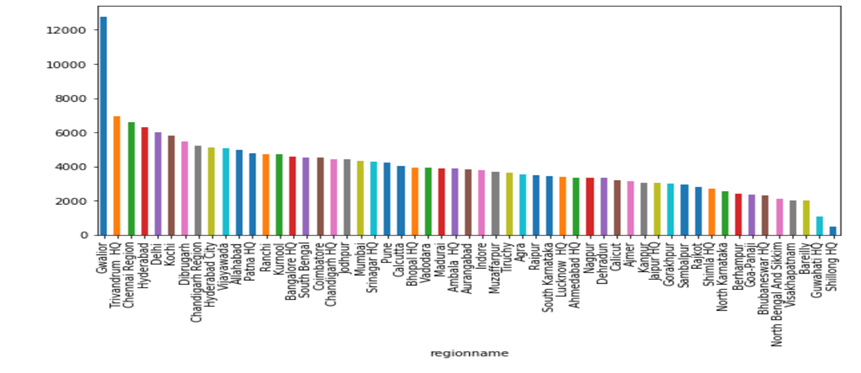 12000
10000
8000
6000
4000
2000
0
Gwalior
Trivandrum HQ
Chennai Region
Hyderabad
Delhi
Kochi
Dibrugarh
Chandigarh Region
Hyderabad City
Vijayawada
Allahabad
Patna HQ
Ranchi
Kurnool
Bangalore HQ
South Bengal
Coimbatore
Chandigarh HQ
Jodhpur
Mumbai
Srinagar HQ
Pune
Calcutta
Bhopal HQ
Vadodara
Madurai
Ambala HQ
Aurangabad
Indore
Muzaffarpur
Tiruchy
Agra
Raipur
South Karnataka
Lucknow HQ
Ahmedabad HQ
Nagpur
Dehradun
Calicut
Ajmer
Kanpur
Jaipur HQ
Gorakhpur
Sambalpur
Rajkot
Shimla HQ
North Karnataka
Berhampur
Goa-Panaji
Bhubaneswar HQ
North Bengal And Sikkim
Visakhapatnam
Bareilly
Guwahati HQ
Shillong HQ
regionname